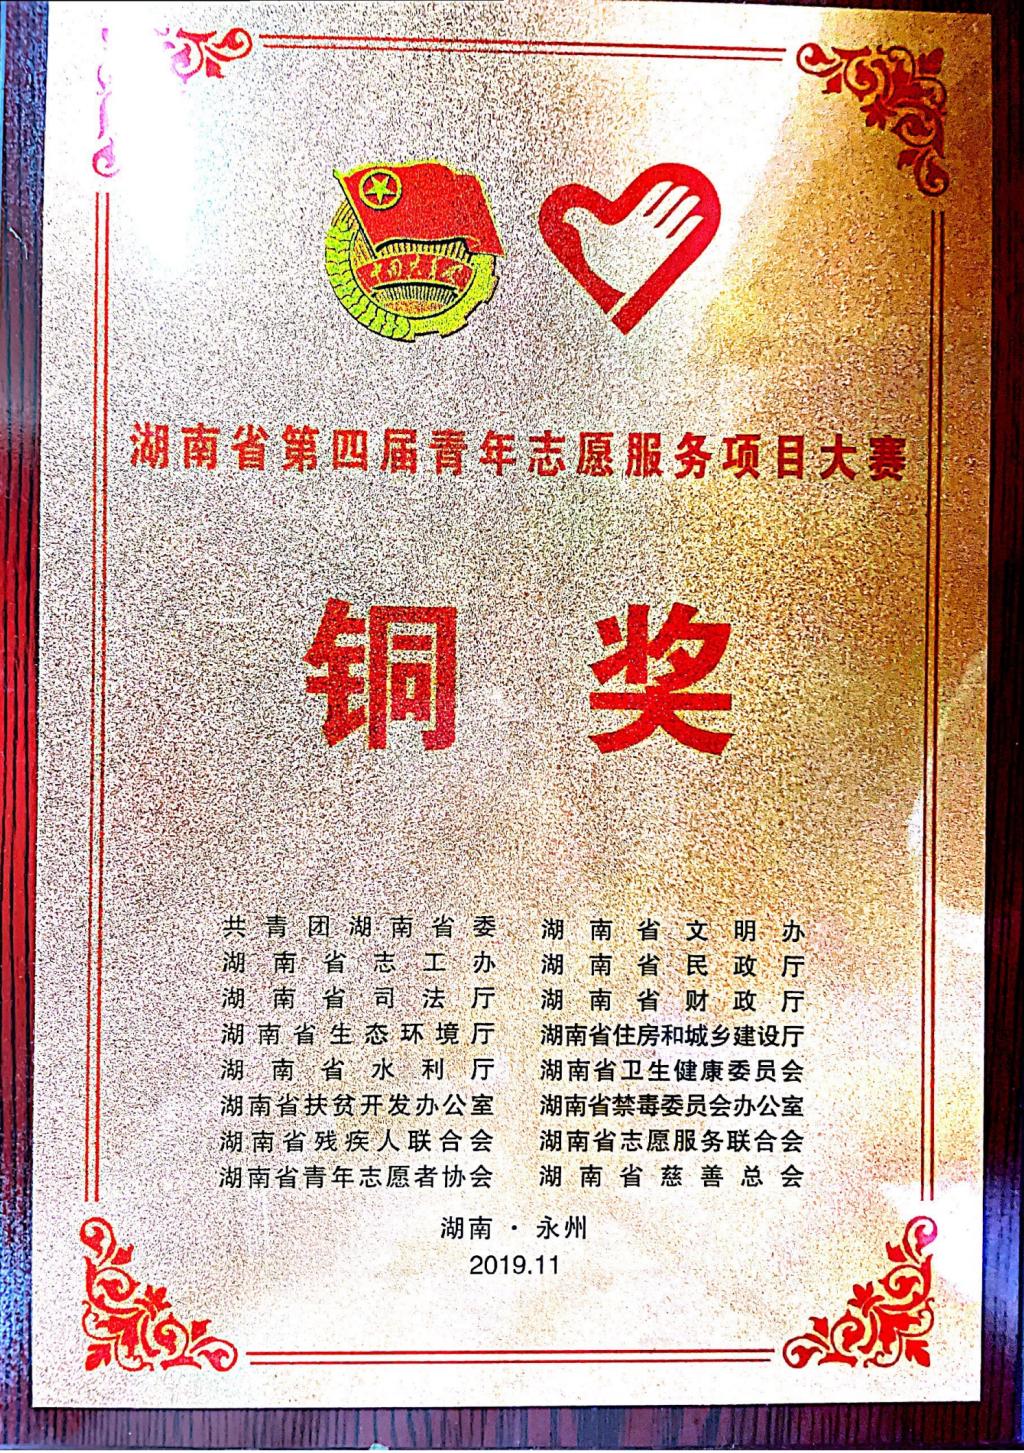 湖南省第四届青年志愿服务项目大赛
铜奖
共青团湖南省委 湖南省文明办
湖南省志工办 湖南省民政厅
湖南省司法厅 湖南省财政厅
湖南省生态环境厅 湖南省住房和城乡建设厅
湖南省水利厅 湖南省卫生健康委员会
湖南省扶贫开发办公室 湖南省禁毒委员会办公室
湖南省残疾人联合会 湖南省志愿服务联合会
湖南省青年志愿者协会 湖南省慈善总会
湖南·永州
2019.11